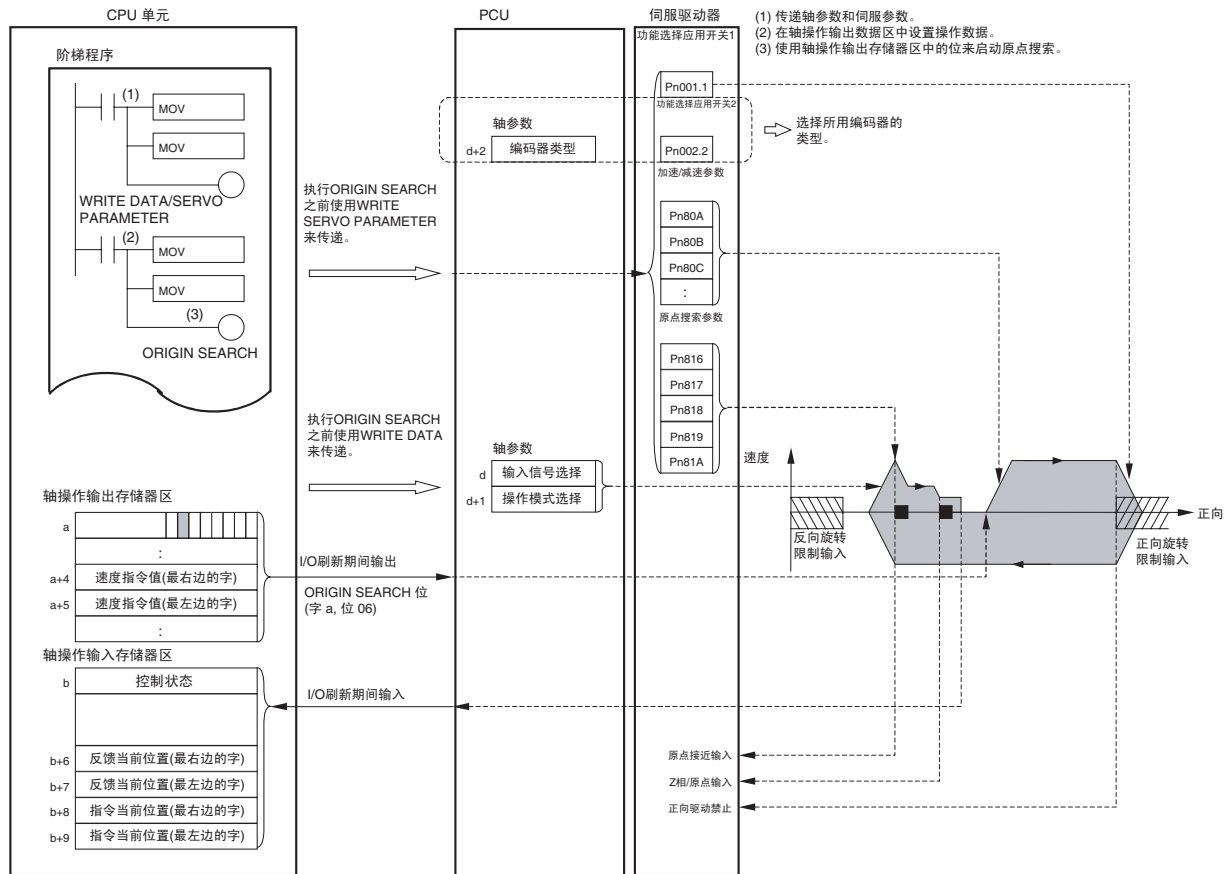 CPU 单元
PCU
伺服驱动器
功能选择应用开关1
(1) 传递轴参数和伺服参数。
(2) 在轴操作输出数据区中设置操作数据。
(3) 使用轴操作输出存储器区中的位来启动原点搜索。
阶梯程序
(1)
MOV
MOV
WRITE DATA/SERVO
PARAMETER
(2)
MOV
MOV
(3)
ORIGIN SEARCH
执行ORIGIN SEARCH
之前使用WRITE
SERVO PARAMETER
来传递。
轴参数
d+2
编码器类型
Pn001.1
功能选择应用开关2
Pn002.2
加速/减速参数
选择所用编码器的
类型。
Pn80A
Pn80B
Pn80C
:
原点搜索参数
Pn816
Pn817
Pn818
Pn819
Pn81A
执行ORIGIN SEARCH
之前使用WRITE DATA
来传递。
轴参数
d
输入信号选择
d+1
操作模式选择
速度
正向
反向旋转
限制输入
正向旋转
限制输入
轴操作输出存储器区
a
:
a+4
速度指令值(最右边的字)
a+5
速度指令值(最左边的字)
:
I/O刷新期间输出
ORIGIN SEARCH 位
(字 a, 位 06)
轴操作输入存储器区
b
控制状态
I/O刷新期间输入
b+6
反馈当前位置(最右边的字)
b+7
反馈当前位置(最左边的字)
b+8
指令当前位置(最右边的字)
b+9
指令当前位置(最左边的字)
原点接近输入
Z相/原点输入
正向驱动禁止